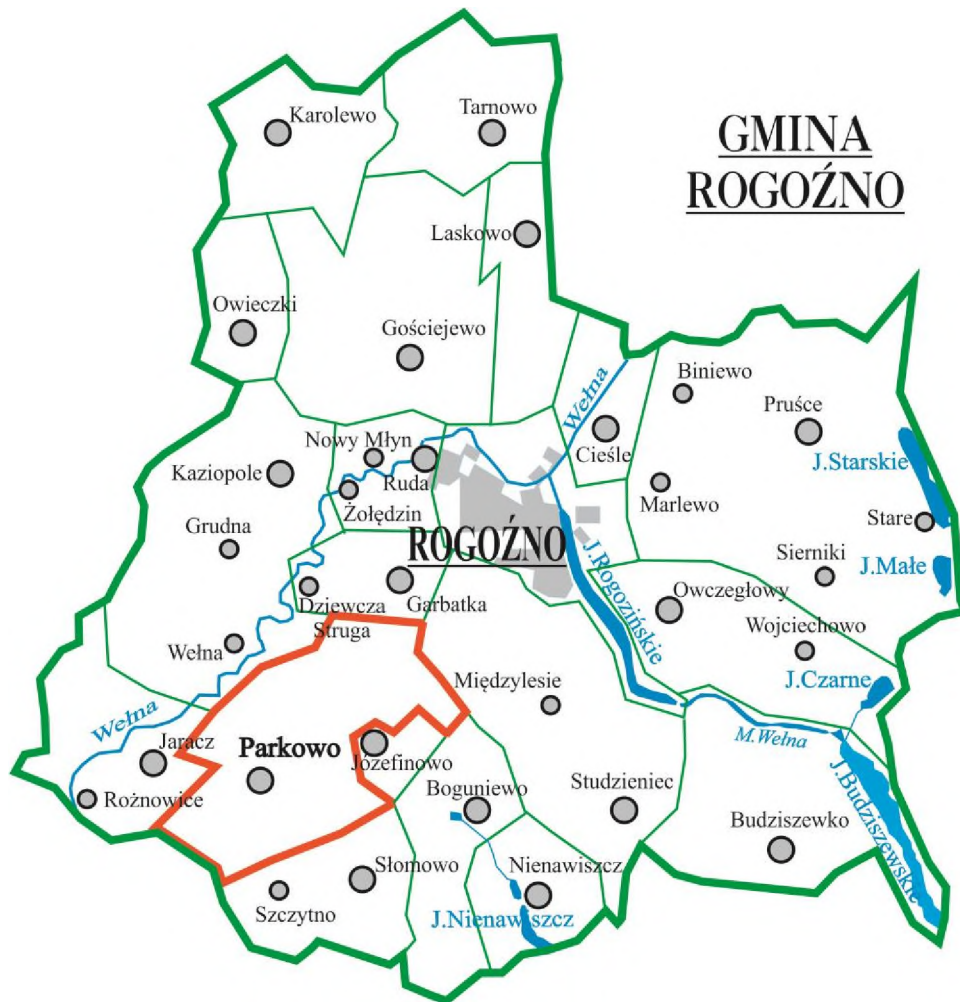 Karolewo
Tarnowo
GMINA
ROGOŹNO
Laskowo
Owieczki
Gościejewo
Wełna
Biniewo
Pruśce
Nowy Młyn
Cieśle
J.Starskie
Kaziopole
Ruda
Marlewo
Żołędzin
Stare
Grudna
ROGOŹNO
Sierniki
J.Małe
J.Rogozińskie
Owczegłowy
Dziewcza
Struga
Garbatka
Wojciechowo
Wełna
Międzylesie
J.Czarne
Wełna
M.Wełna
Jaracz
Parkowo
Józefinowo
Rożnowice
Boguniewo
Studzieniec
J.Budziszewskie
Budziszewko
Słomowo
Nienawiszcz
Szczytno
J.Nienawiszcz